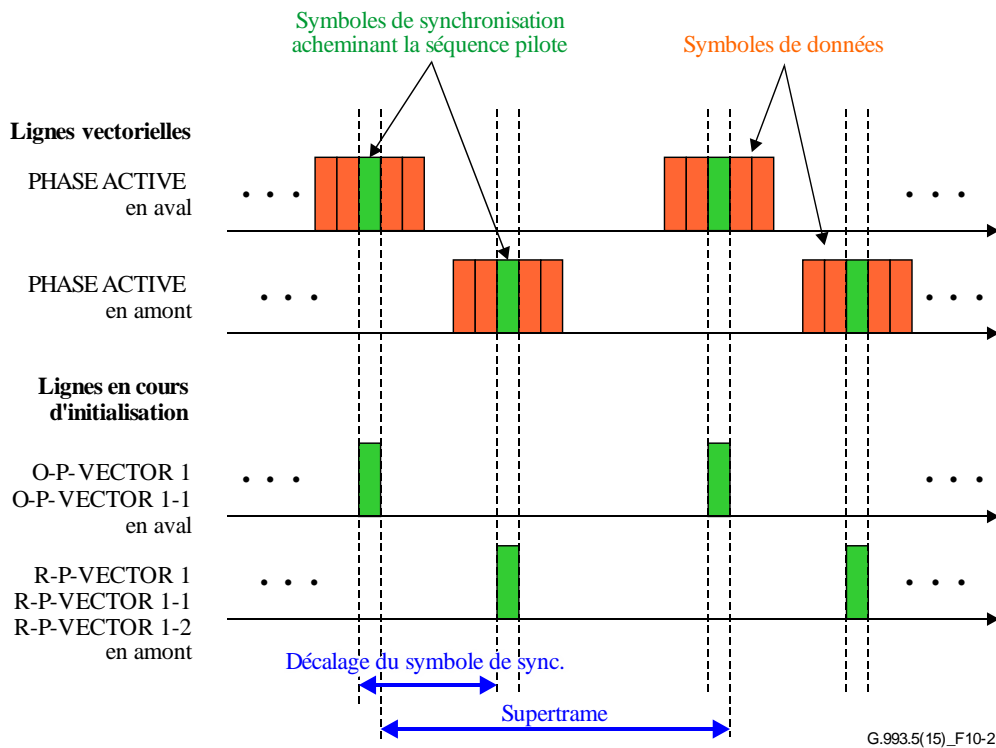 Symboles de synchronisation
acheminant la séquence pilote
Symboles de données
Lignes vectorielles
PHASE ACTIVE
en aval
PHASE ACTIVE
en amont
Lignes en cours
d'initialisation
O-P-VECTOR 1
O-P-VECTOR 1-1
en aval
R-P-VECTOR 1
R-P-VECTOR 1-1
R-P-VECTOR 1-2
en amont
Décalage du symbole de sync.
Supertrame
G.993.5(15)_F10-2